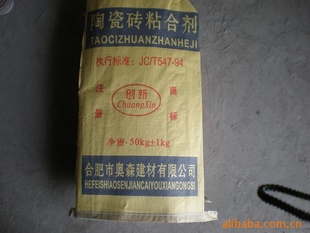 陶瓷砖粘合剂
TAOCIZHUANZHANHEJI
执行标准：JC/T547-94
注 创新 商
ChuangXin
册 标
净重·50kg±1kg
合肥市奥森建材有限公司
HEFEISHIAOSENJIANCAIYOUXIANGONGSI
alibaba.com.cn